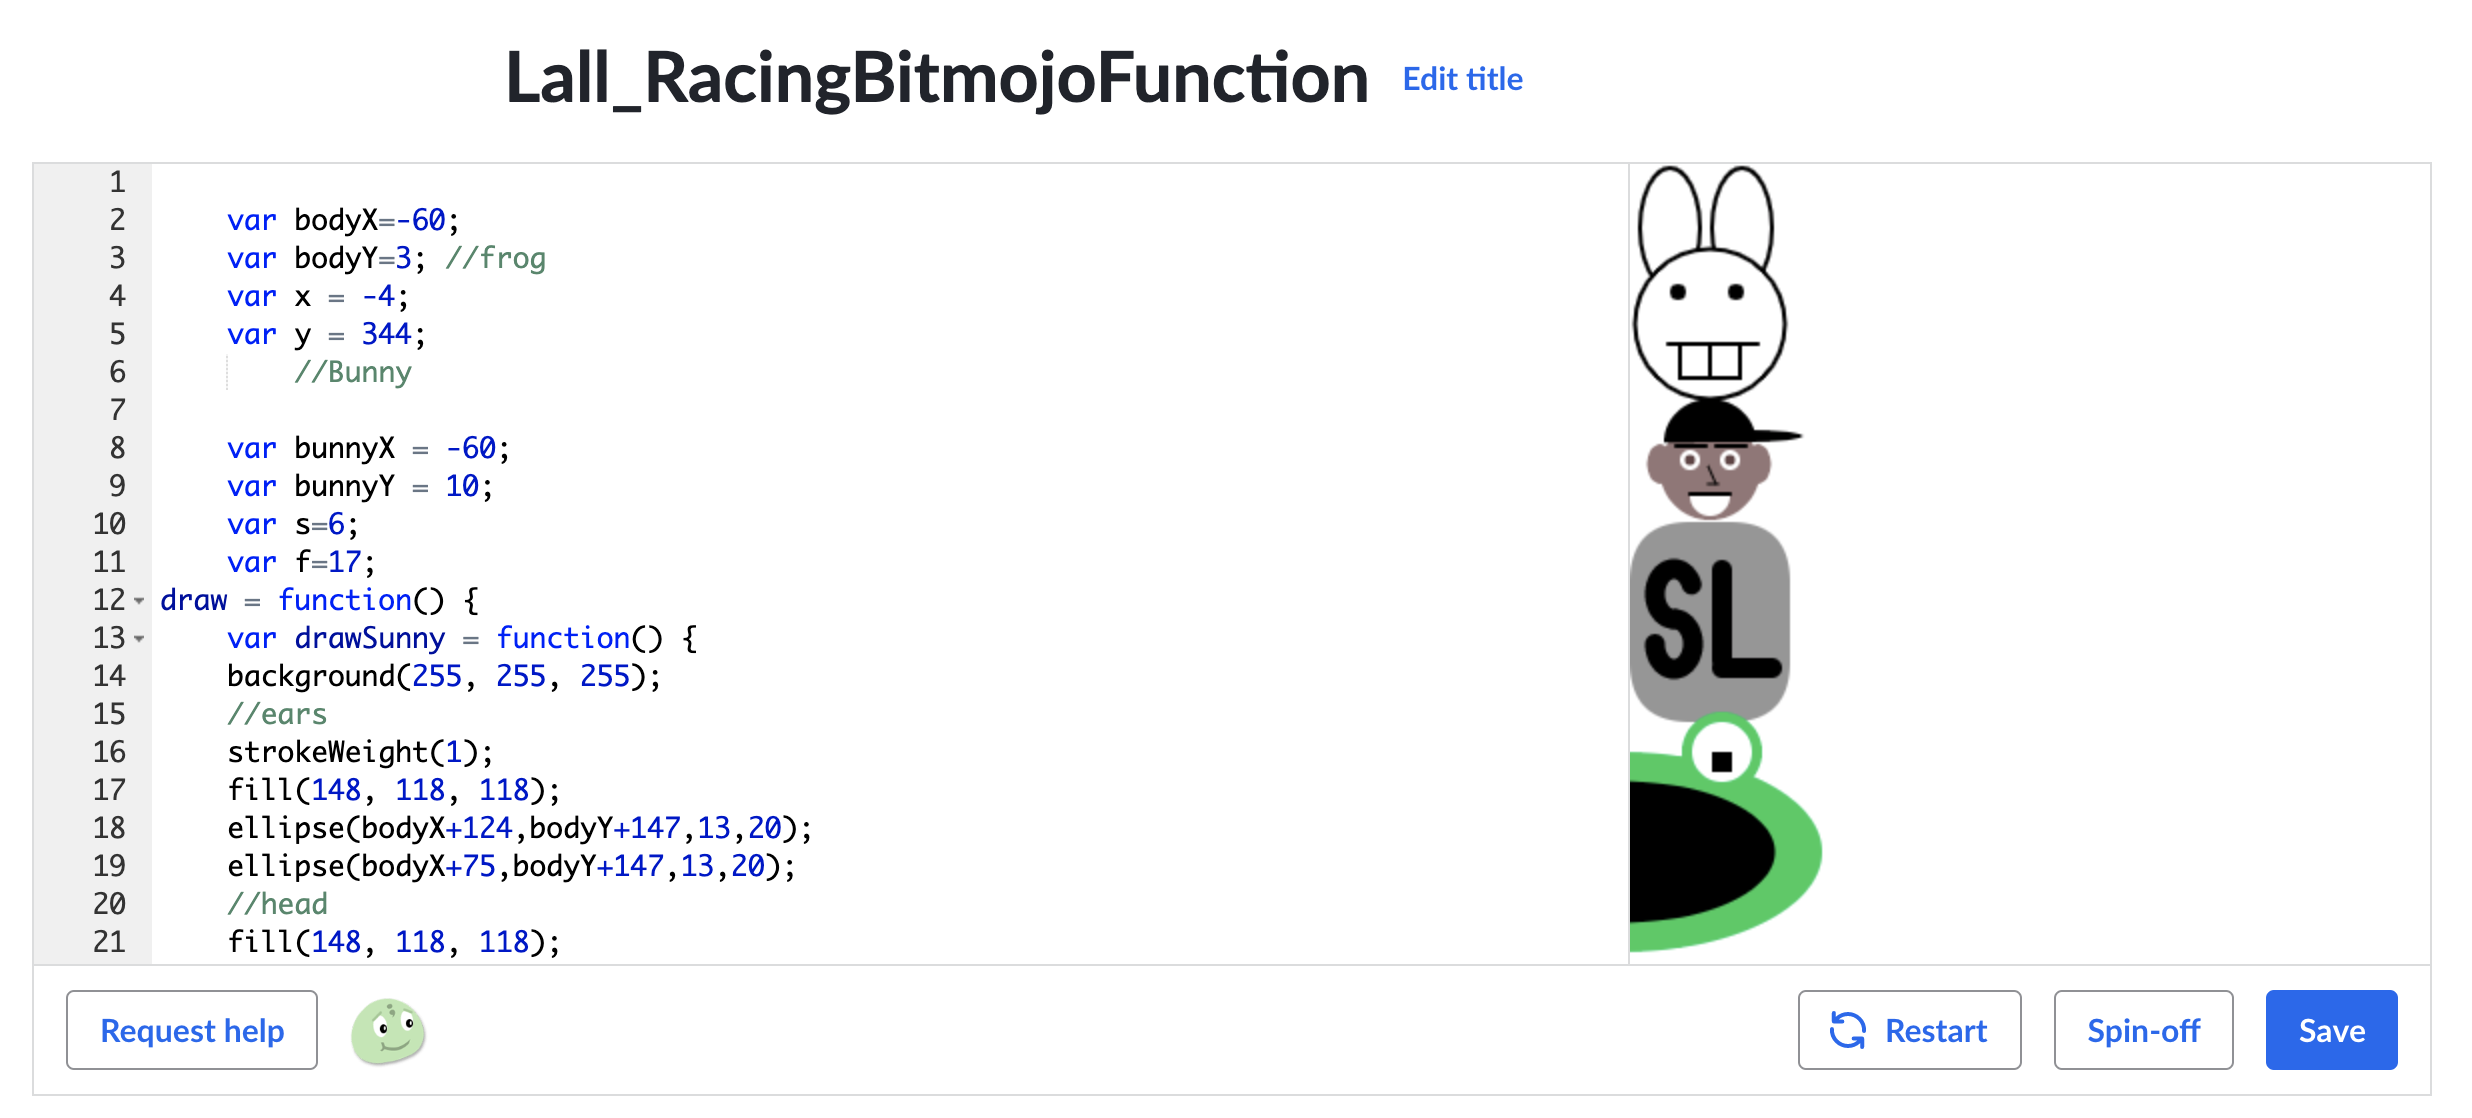 Lall_RacingBitmojoFunction Edit title
1
2 var bodyX=-60;
3 var bodyY=3; //frog
4 var x = -4;
5 var y = 344;
6 //Bunny
7
8 var bunnyX = -60;
9 var bunnyY = 10;
10 var s=6;
11 var f=17;
12 draw = function() {
13 var drawSunny = function() {
14 background(255, 255, 255);
15 //ears
16 strokeWeight(1);
17 fill(148, 118, 118);
18 ellipse(bodyX+124,bodyY+147,13,20);
19 ellipse(bodyX+75,bodyY+147,13,20);
20 //head
21 fill(148, 118, 118);
SL
Request help
Restart
Spin-off
Save